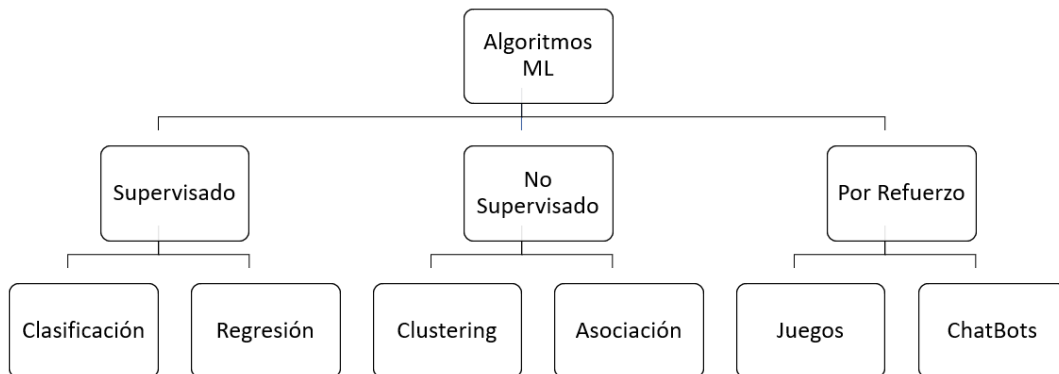 Algoritmos
ML
Supervisado
No
Supervisado
Por Refuerzo
Clasificación
Regresión
Clustering
Asociación
Juegos
ChatBots